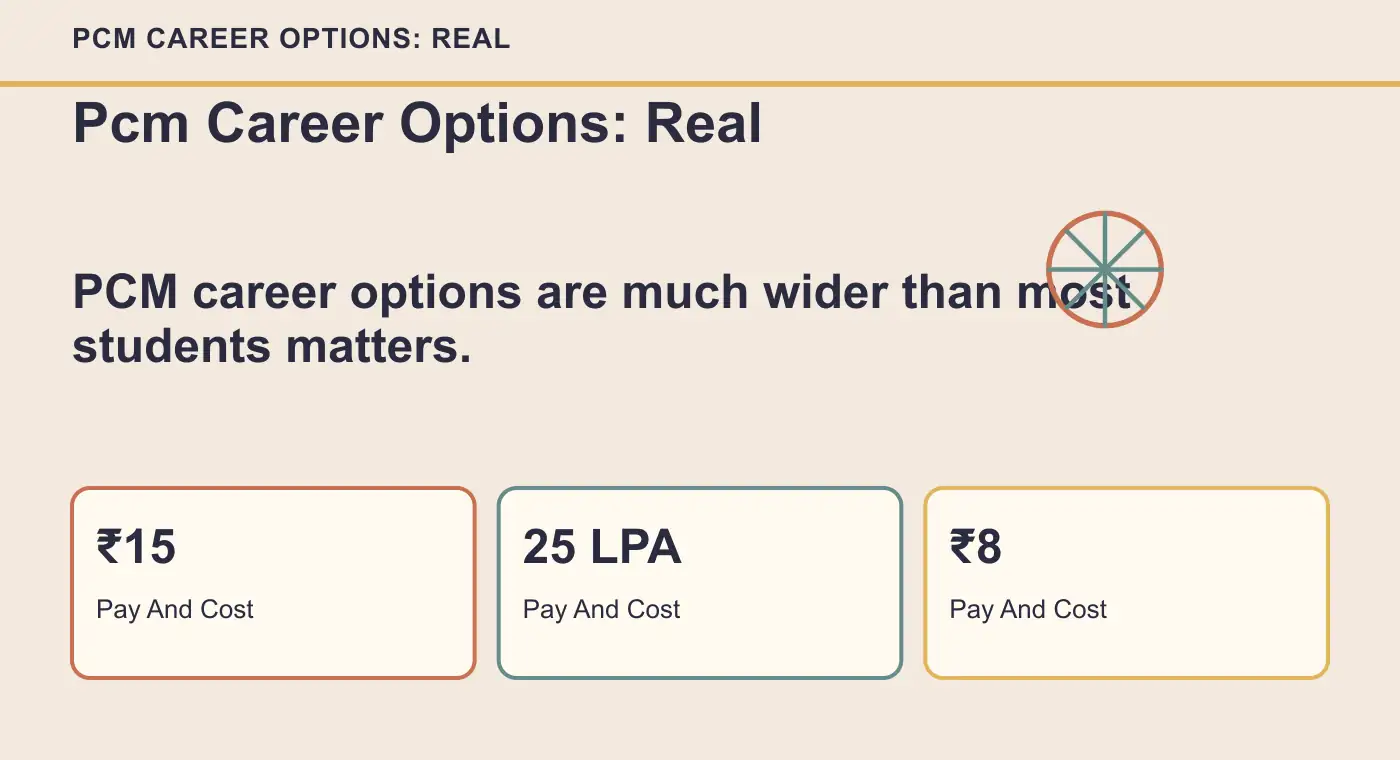 PCM CAREER OPTIONS: REAL
Pcm Career Options: Real
PCM career options are much wider than most
students matters.
₹15
Pay And Cost
25 LPA
Pay And Cost
₹8
Pay And Cost